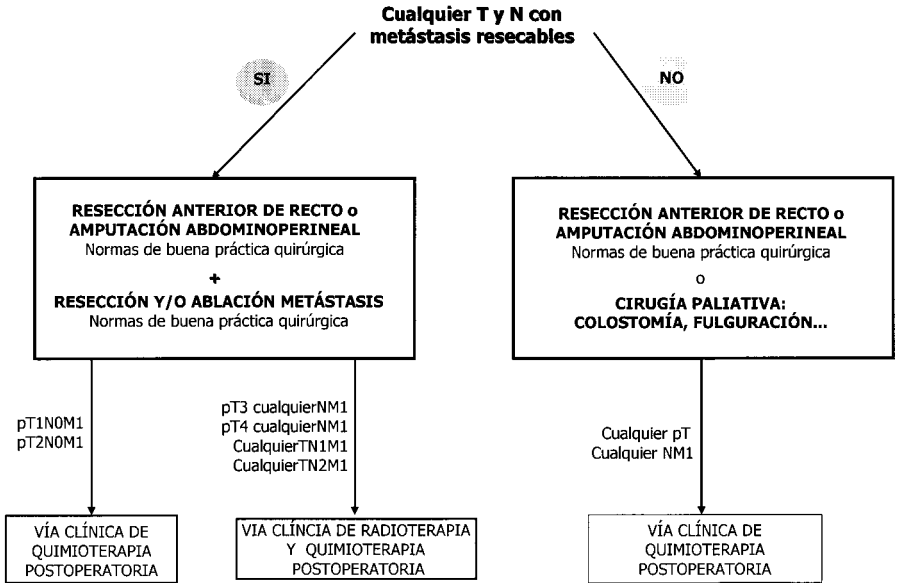 Cualquier T y N con
metástasis resecables
SI
NO
RESECCIÓN ANTERIOR DE RECTO o
AMPUTACIÓN ABDOMINOPERINEAL
Normas de buena práctica quirúrgica
+
RESECCIÓN Y/O ABLACIÓN METÁSTASIS
Normas de buena práctica quirúrgica
RESECCIÓN ANTERIOR DE RECTO o
AMPUTACIÓN ABDOMINOPERINEAL
Normas de buena práctica quirúrgica
o
CIRUGÍA PALIATIVA:
COLOSTOMÍA, FULGURACIÓN...
pT1N0M1
pT2N0M1
pT3 cualquierNM1
pT4 cualquierNM1
CualquierTN1M1
CualquierTN2M1
Cualquier pT
Cualquier NM1
VÍA CLÍNICA DE
QUIMIOTERAPIA
POSTOPERATORIA
VIA CLÍNCIA DE RADIOTERAPIA
Y QUIMIOTERAPIA
POSTOPERATORIA
VÍA CLÍNICA DE
QUIMIOTERAPIA
POSTOPERATORIA